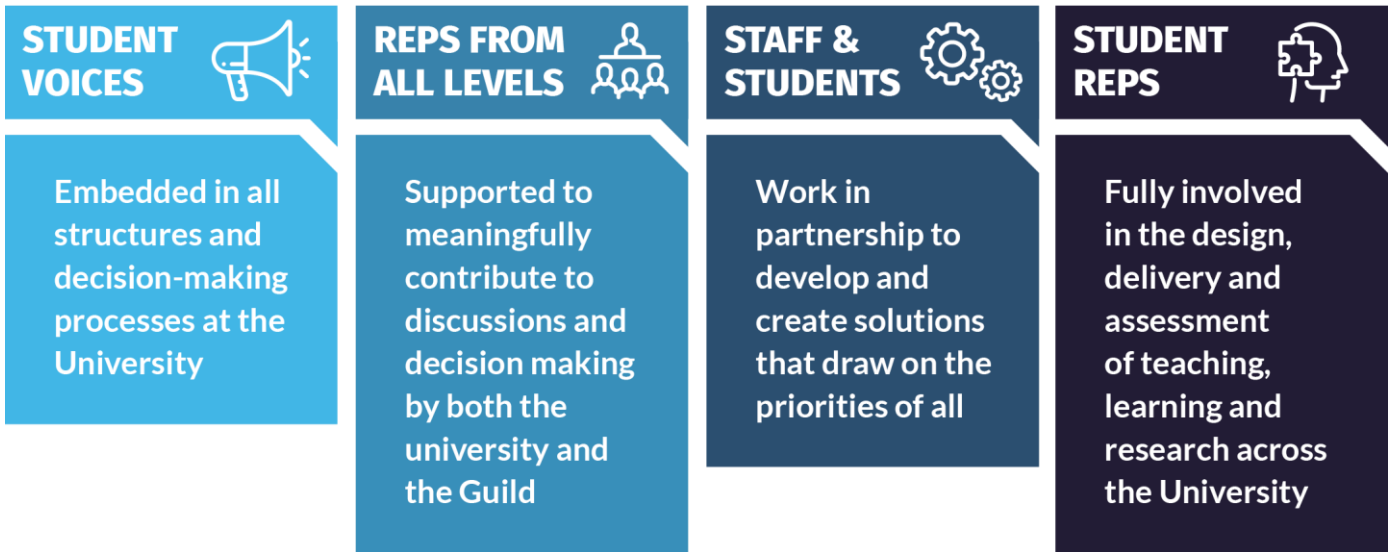 STUDENT
VOICES
Embedded in all
structures and
decision-making
processes at the
University
REPS FROM
ALL LEVELS
Supported to
meaningfully
contribute to
discussions and
decision making
by both the
university and
the Guild
STAFF &
STUDENTS
Work in
partnership to
develop and
create solutions
that draw on the
priorities of all
STUDENT
REPS
Fully involved
in the design,
delivery and
assessment
of teaching,
learning and
research across
the University